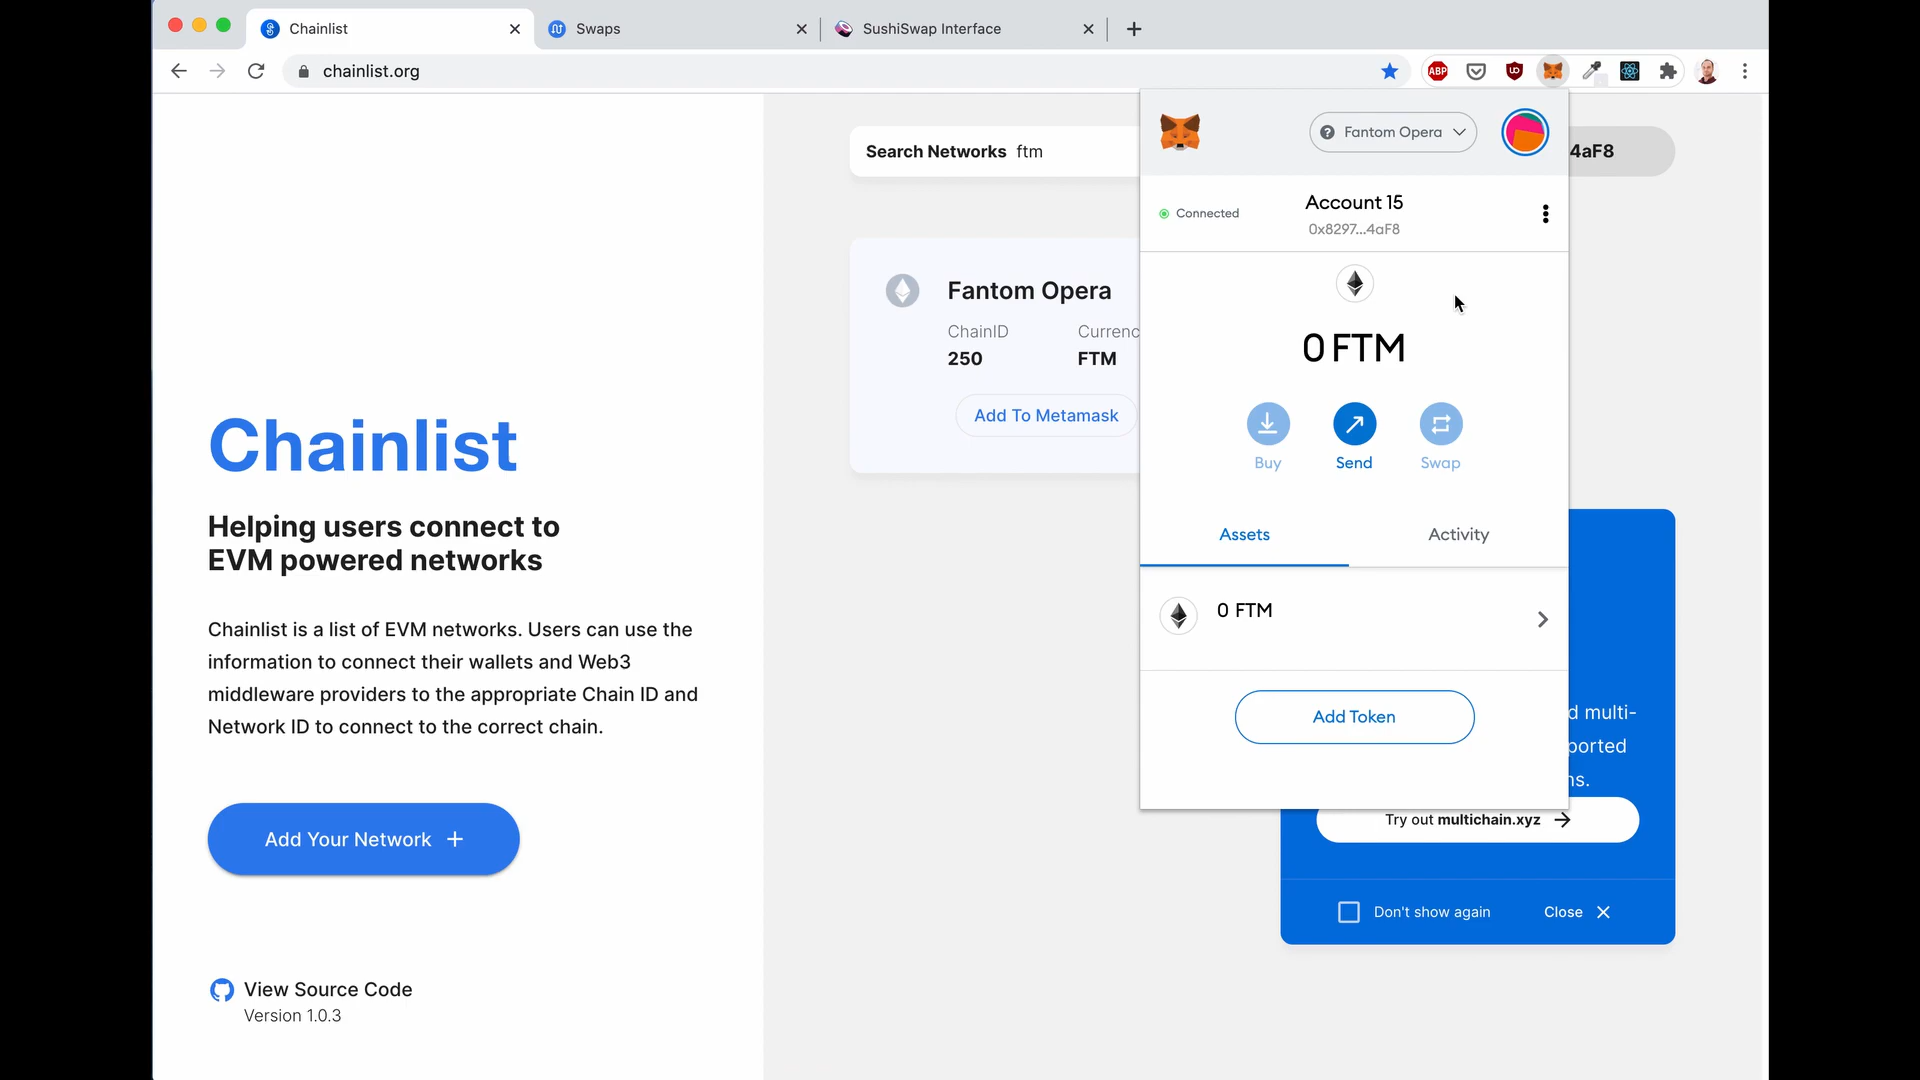 Chainlist
Swaps
SushiSwap Interface
chainlist.org
ABP
Search Networks ftm
4aF8
Fantom Opera
Connected
Account 15
0x8297...4aF8
Fantom Opera
ChainID
Currenc
250
FTM
Add To Metamask
0 FTM
Buy
Send
Swap
Assets
Activity
0 FTM
Add Token
Chainlist
Helping users connect to
EVM powered networks
Chainlist is a list of EVM networks. Users can use the
information to connect their wallets and Web3
middleware providers to the appropriate Chain ID and
Network ID to connect to the correct chain.
Add Your Network +
View Source Code
Version 1.0.3
d multi-
ported
ns.
Try out multichain.xyz →
Don't show again
Close